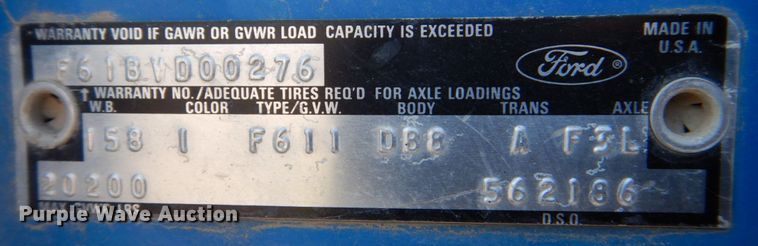 WARRANTY VOID IF GAWR OR GVWR LOAD CAPACITY IS EXCEEDED
MADE IN
U.S.A.
Ford
F61BVD00276
↑ WARRANTY NO./ADEQUATE TIRES REQ'D FOR AXLE LOADINGS
W.B. COLOR TYPE/G.V.W. BODY TRANS AXLE
158 I F611 D88 A F3L
20200 562186
D.S.O.
Purple Wave Auction